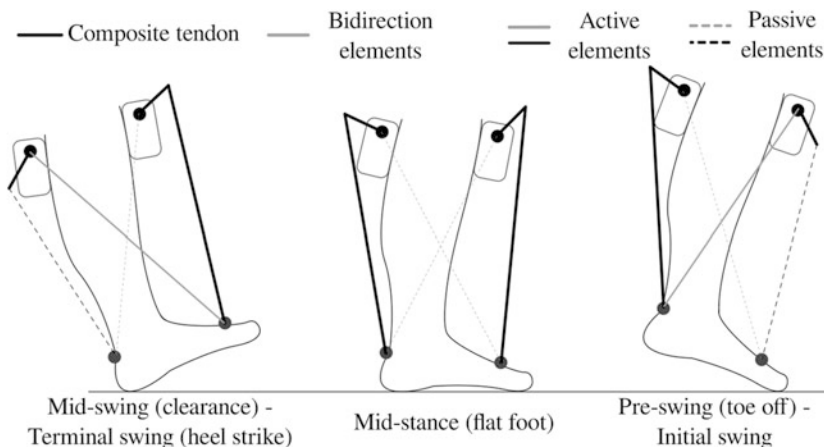 Composite tendon
Bidirection
elements
Active
elements
Passive
elements
Mid-swing (clearance) -
Terminal swing (heel strike)
Mid-stance (flat foot)
Pre-swing (toe off) -
Initial swing